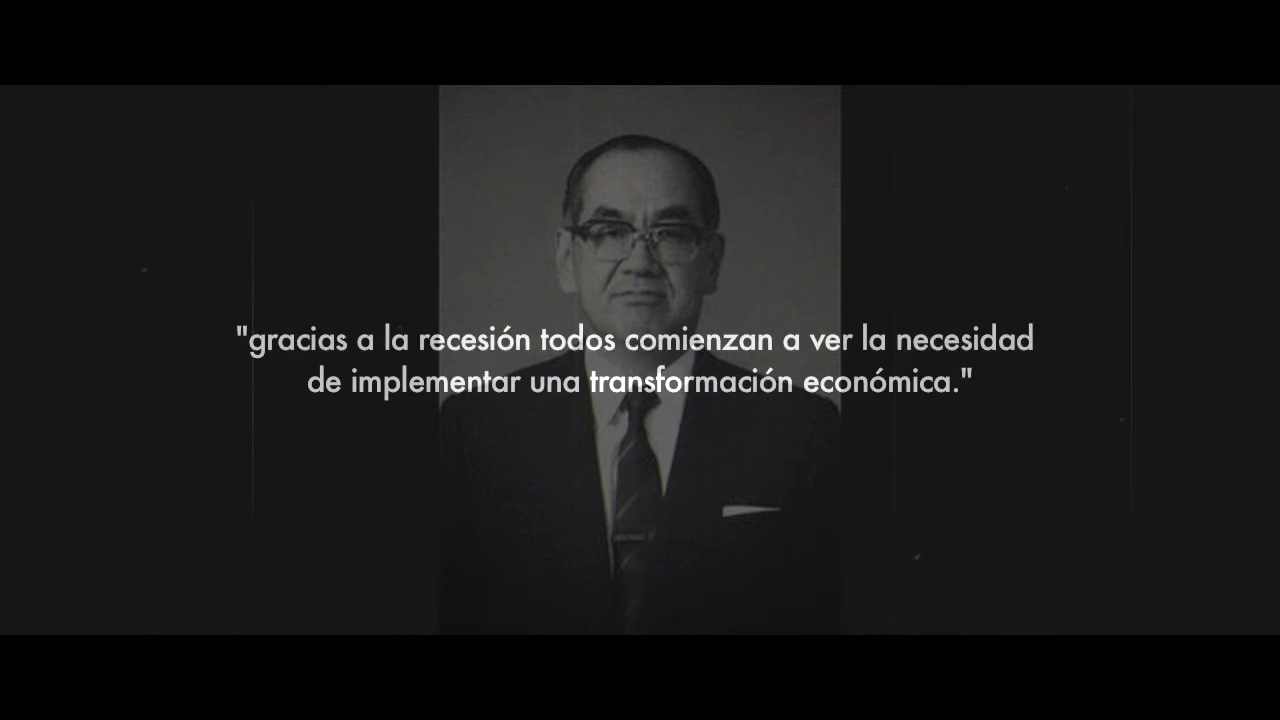 "gracias a la recesión todos comienzan a ver la necesidad
de implementar una transformación económica."